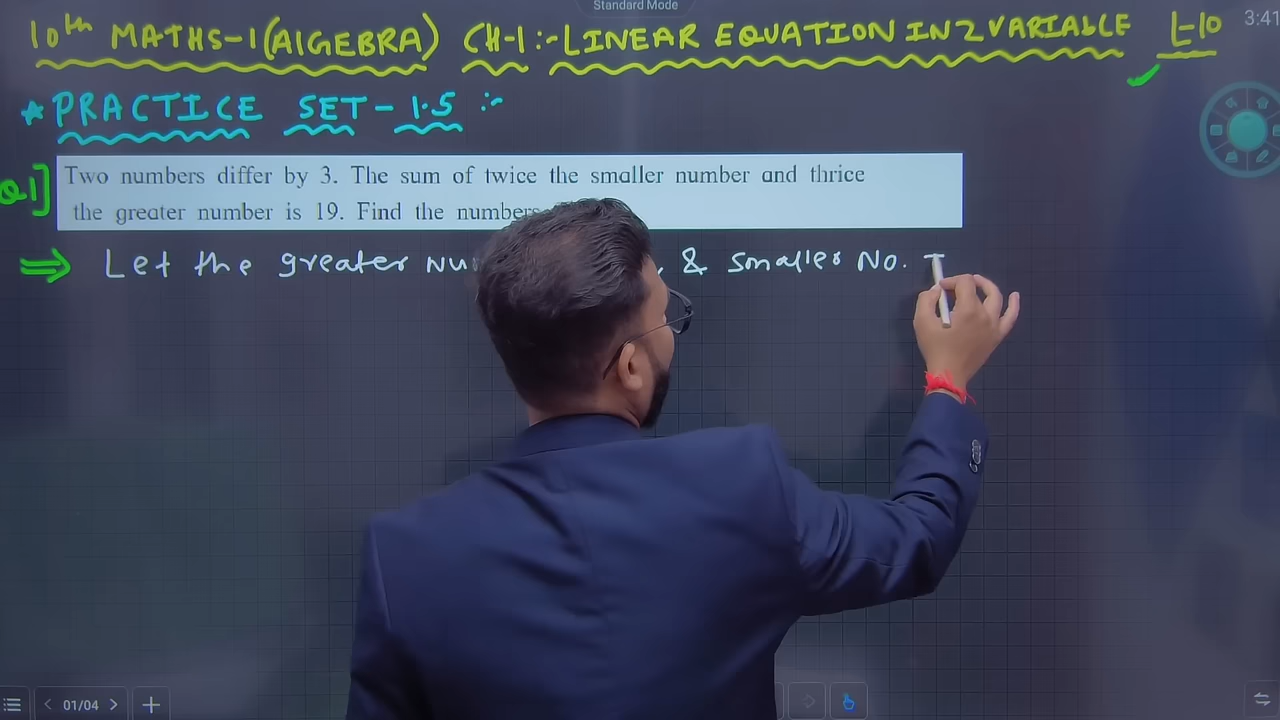 Standard Mode
3:41
10th MATHS-1(AIGEBRA) CH-1:-LINEAR EQUATION IN 2 VARIABLE L-10
★PRACTICE SET-1.5 :-
Q1]
Two numbers differ by 3. The sum of twice the smaller number and thrice
the greater number is 19. Find the numbers
⇒ Let the greater & smaller No.
01/04